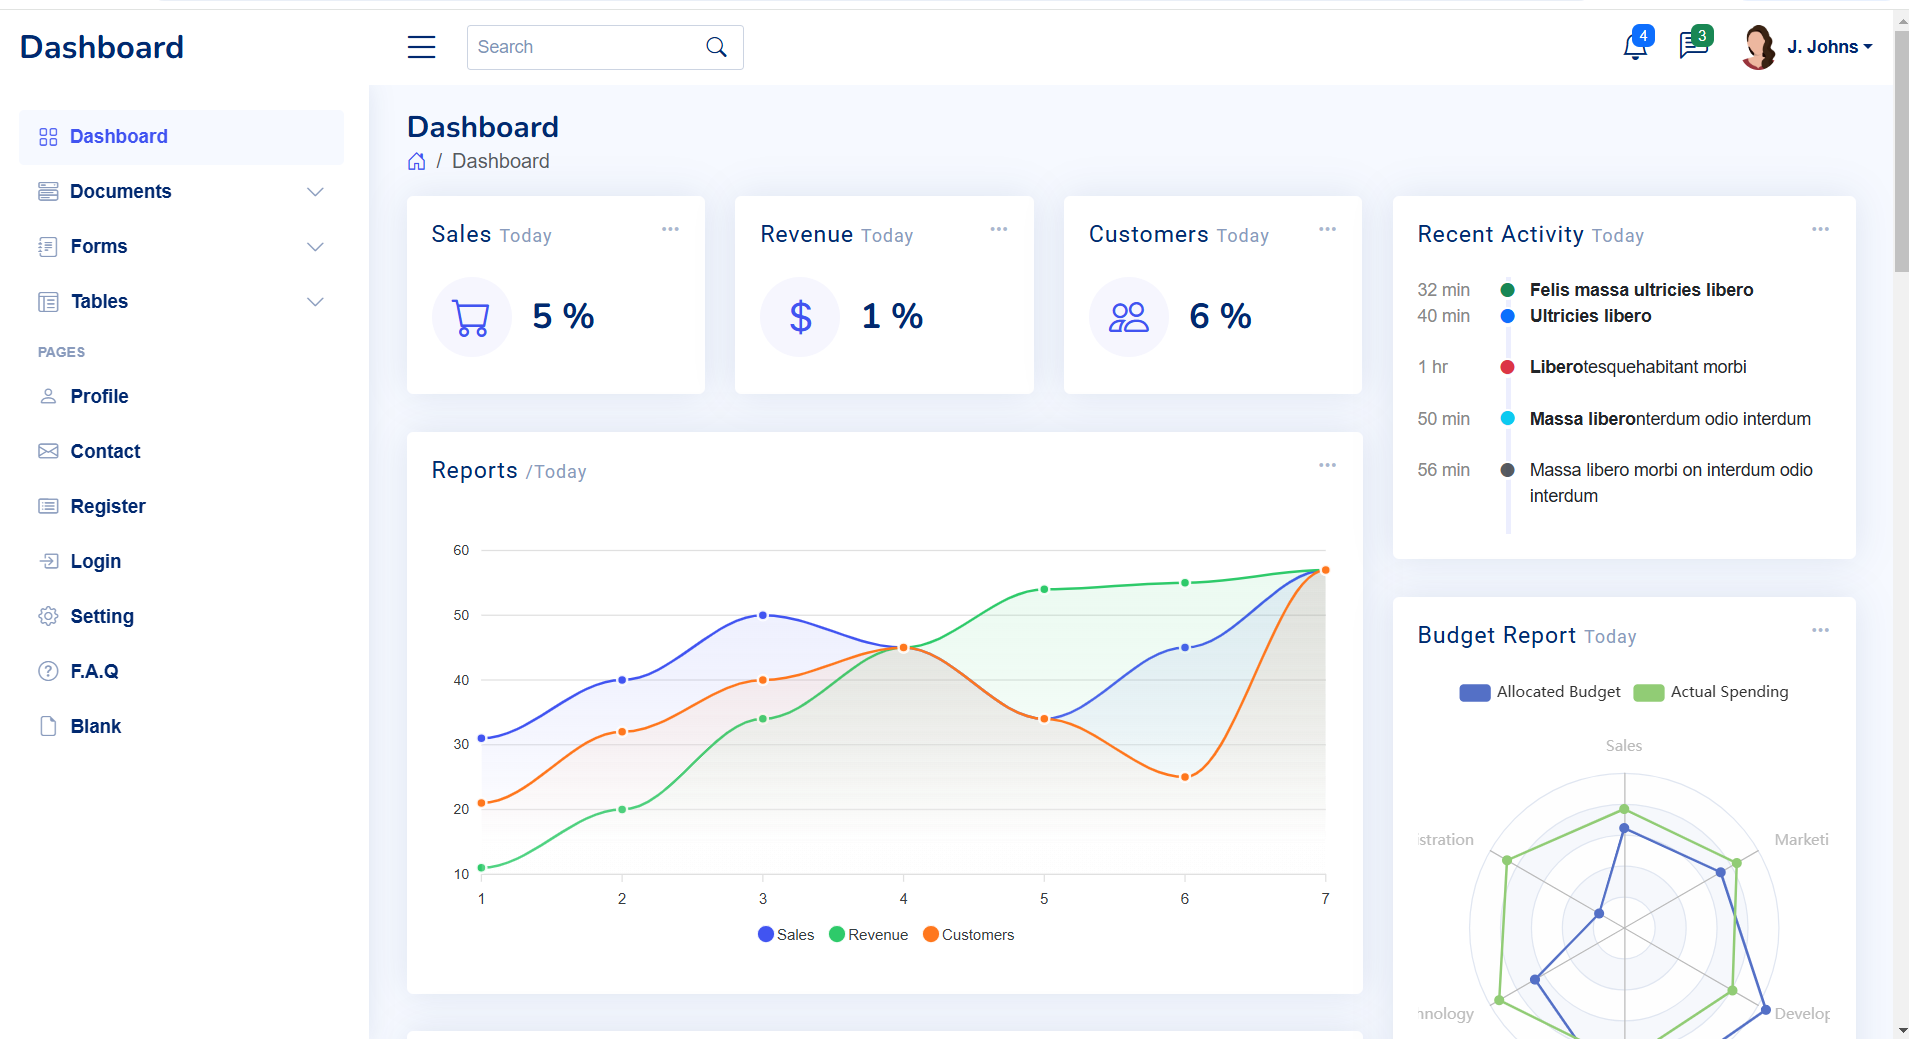 Dashboard
Search
4
3
J. Johns
Dashboard
Documents
Forms
Tables
PAGES
Profile
Contact
Register
Login
Setting
F.A.Q
Blank
Dashboard
/ Dashboard
Sales Today
5 %
Revenue Today
1 %
Customers Today
6 %
Reports /Today
60
50
40
30
20
10
1 2 3 4 5 6 7
Sales Revenue Customers
Recent Activity Today
32 min Felis massa ultricies libero
40 min Ultricies libero
1 hr Liberotesquehabitant morbi
50 min Massa liberonterdum odio interdum
56 min Massa libero morbi on interdum odio
interdum
Budget Report Today
Allocated Budget Actual Spending
Sales
istration Marketi
hnology Develop